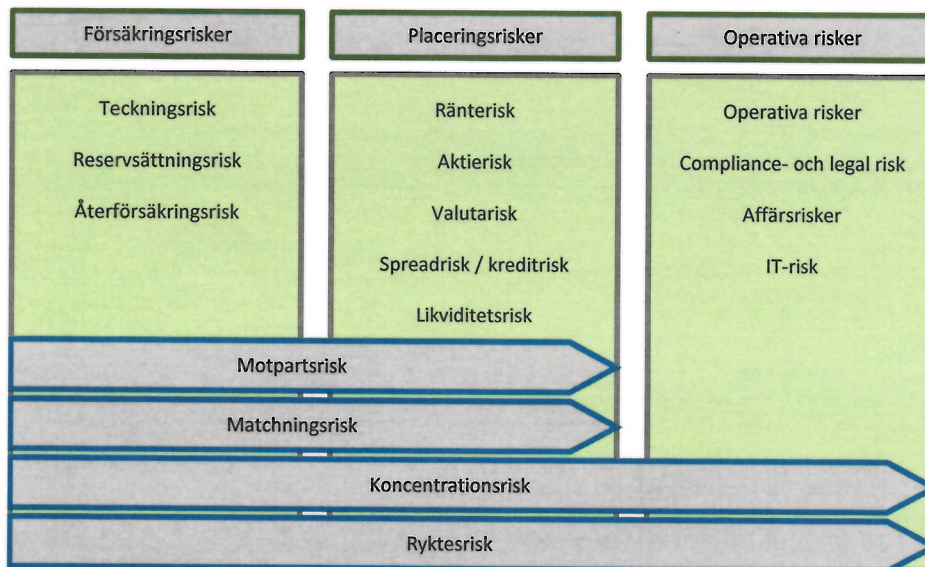 Försäkringsrisker
Placeringsrisker
Operativa risker
Teckningsrisk
Reservsättningsrisk
Återförsäkringsrisk
Ränterisk
Aktierisk
Valutarisk
Spreadrisk / kreditrisk
Likviditetsrisk
Operativa risker
Compliance- och legal risk
Affärsrisker
IT-risk
Motpartsrisk
Matchningsrisk
Koncentrationsrisk
Ryktesrisk